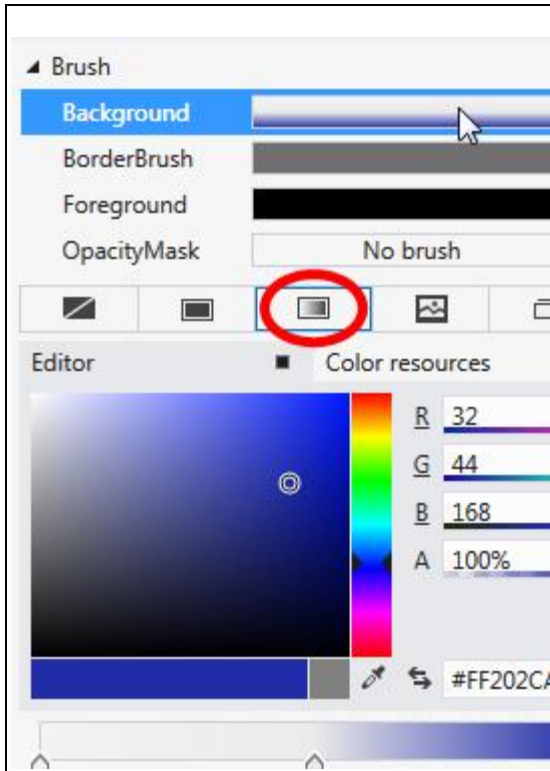 Brush
Background
BorderBrush
Foreground
OpacityMask No brush
Editor Color resources
R 32
G 44
B 168
A 100%
#FF202CA